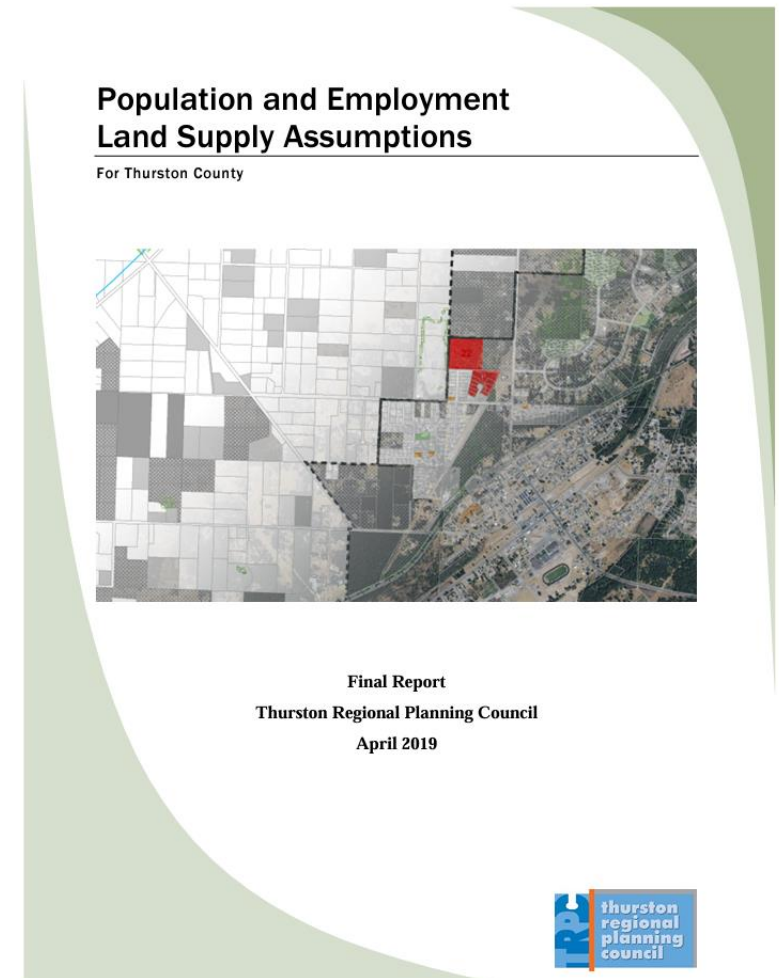 Population and Employment
Land Supply Assumptions
For Thurston County
Final Report
Thurston Regional Planning Council
April 2019
TRPC
thurston
regional
planning
council